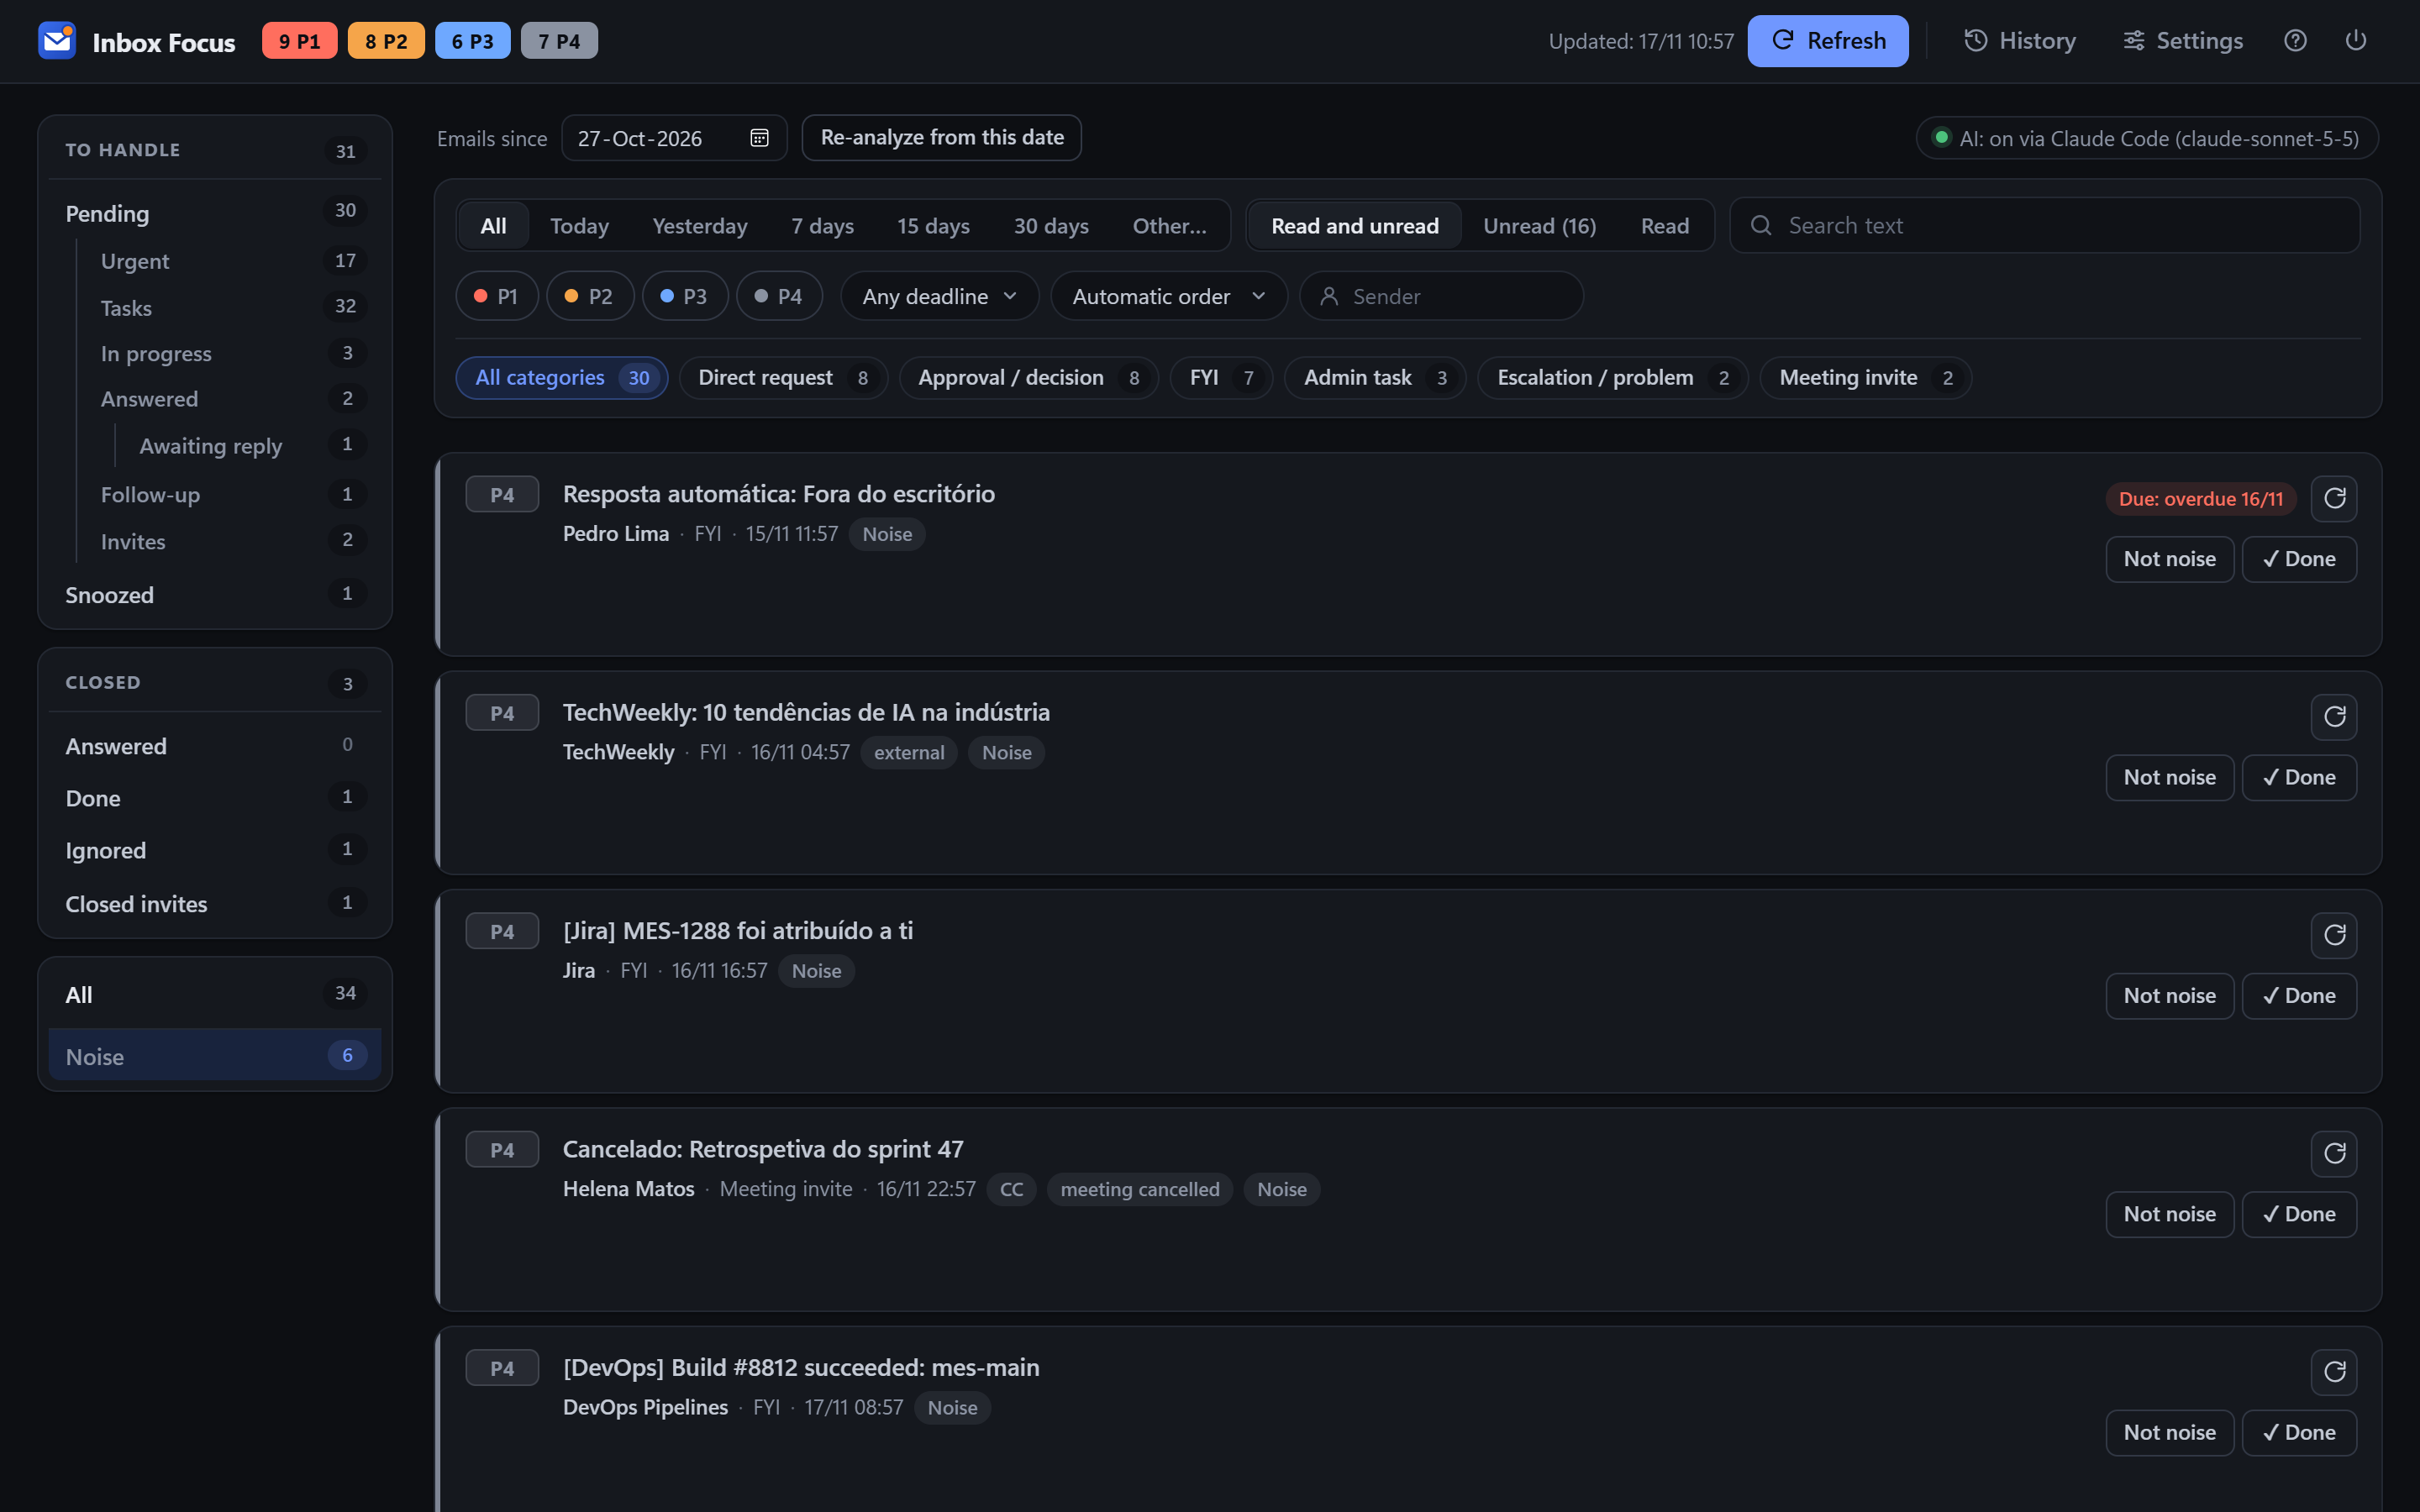 Inbox Focus 9 P1 8 P2 6 P3 7 P4 Updated: 17/11 10:57 Refresh History Settings
TO HANDLE 31
Pending 30
Urgent 17
Tasks 32
In progress 3
Answered 2
Awaiting reply 1
Follow-up 1
Invites 2
Snoozed 1
CLOSED 3
Answered 0
Done 1
Ignored 1
Closed invites 1
All 34
Noise 6
Emails since 27-Oct-2026 Re-analyze from this date AI: on via Claude Code (claude-sonnet-5-5)
All Today Yesterday 7 days 15 days 30 days Other... Read and unread Unread (16) Read Search text
P1 P2 P3 P4 Any deadline Automatic order Sender
All categories 30 Direct request 8 Approval / decision 8 FYI 7 Admin task 3 Escalation / problem 2 Meeting invite 2
P4 Resposta automática: Fora do escritório Due: overdue 16/11
Pedro Lima · FYI · 15/11 11:57 Noise
Not noise ✓ Done
P4 TechWeekly: 10 tendências de IA na indústria
TechWeekly · FYI · 16/11 04:57 external Noise
Not noise ✓ Done
P4 [Jira] MES-1288 foi atribuído a ti
Jira · FYI · 16/11 16:57 Noise
Not noise ✓ Done
P4 Cancelado: Retrospetiva do sprint 47
Helena Matos · Meeting invite · 16/11 22:57 CC meeting cancelled Noise
Not noise ✓ Done
P4 [DevOps] Build #8812 succeeded: mes-main
DevOps Pipelines · FYI · 17/11 08:57 Noise
Not noise ✓ Done